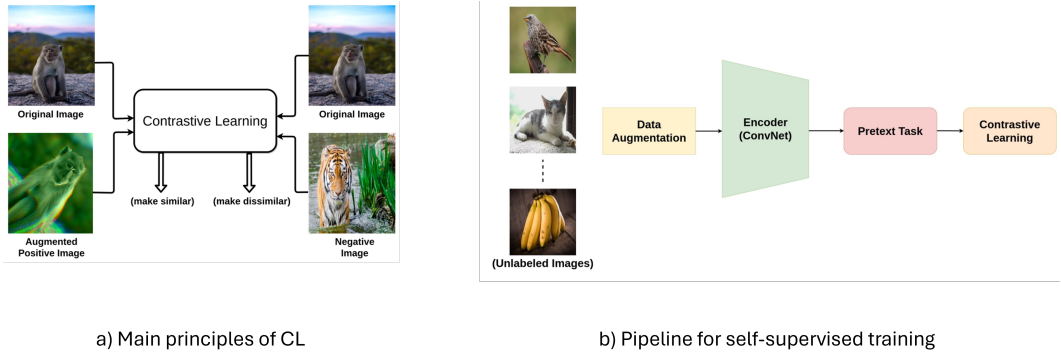 Original Image
Original Image
Contrastive Learning
(make similar)
(make dissimilar)
Augmented
Positive Image
Negative
Image
a) Main principles of CL
(Unlabeled Images)
Data
Augmentation
Encoder
(ConvNet)
Pretext Task
Contrastive
Learning
b) Pipeline for self-supervised training